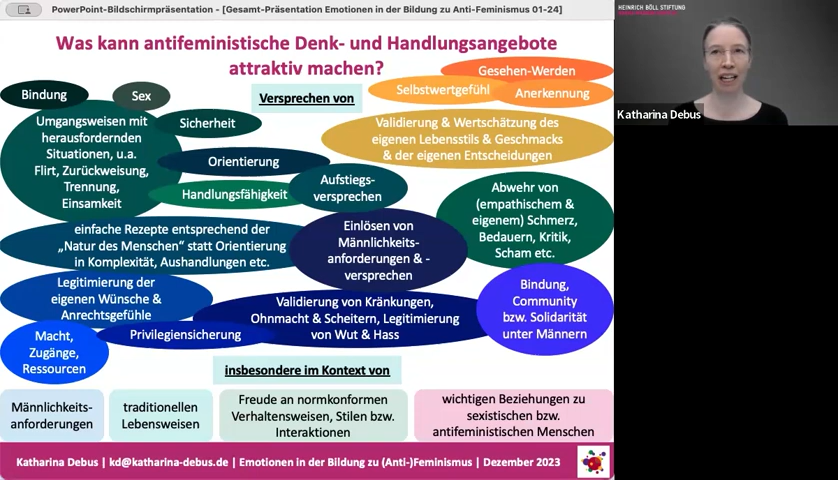 PowerPoint-Bildschirmpräsentation - [Gesamt-Präsentation Emotionen in der Bildung zu Anti-Feminismus 01-24]
HEINRICH BÖLL STIFTUNG
Katharina Debus
Was kann antifeministische Denk- und Handlungsangebote
attraktiv machen?
Gesehen-Werden
Bindung
Sex
Versprechen von
Selbstwertgefühl
Anerkennung
Umgangsweisen mit
herausfordernden
Situationen, u.a.
Flirt, Zurückweisung,
Trennung,
Einsamkeit
Sicherheit
Validierung & Wertschätzung des
eigenen Lebensstils & Geschmacks
& der eigenen Entscheidungen
Orientierung
Handlungsfähigkeit
Aufstiegs-
versprechen
Abwehr von
(empathischem &
eigenem) Schmerz,
Bedauern, Kritik,
Scham etc.
einfache Rezepte entsprechend der
„Natur des Menschen“ statt Orientierung
in Komplexität, Aushandlungen etc.
Einlösen von
Männlichkeits-
anforderungen & -
versprechen
Legitimierung der
eigenen Wünsche &
Anrechtsgefühle
Validierung von Kränkungen,
Ohnmacht & Scheitern, Legitimierung
von Wut & Hass
Bindung,
Community
bzw. Solidarität
unter Männern
Macht,
Zugänge,
Ressourcen
Privilegiensicherung
insbesondere im Kontext von
Männlichkeits-
anforderungen
traditionellen
Lebensweisen
Freude an normkonformen
Verhaltensweisen, Stilen bzw.
Interaktionen
wichtigen Beziehungen zu
sexistischen bzw.
antifeministischen Menschen
Katharina Debus | kd@katharina-debus.de | Emotionen in der Bildung zu (Anti-)Feminismus | Dezember 2023